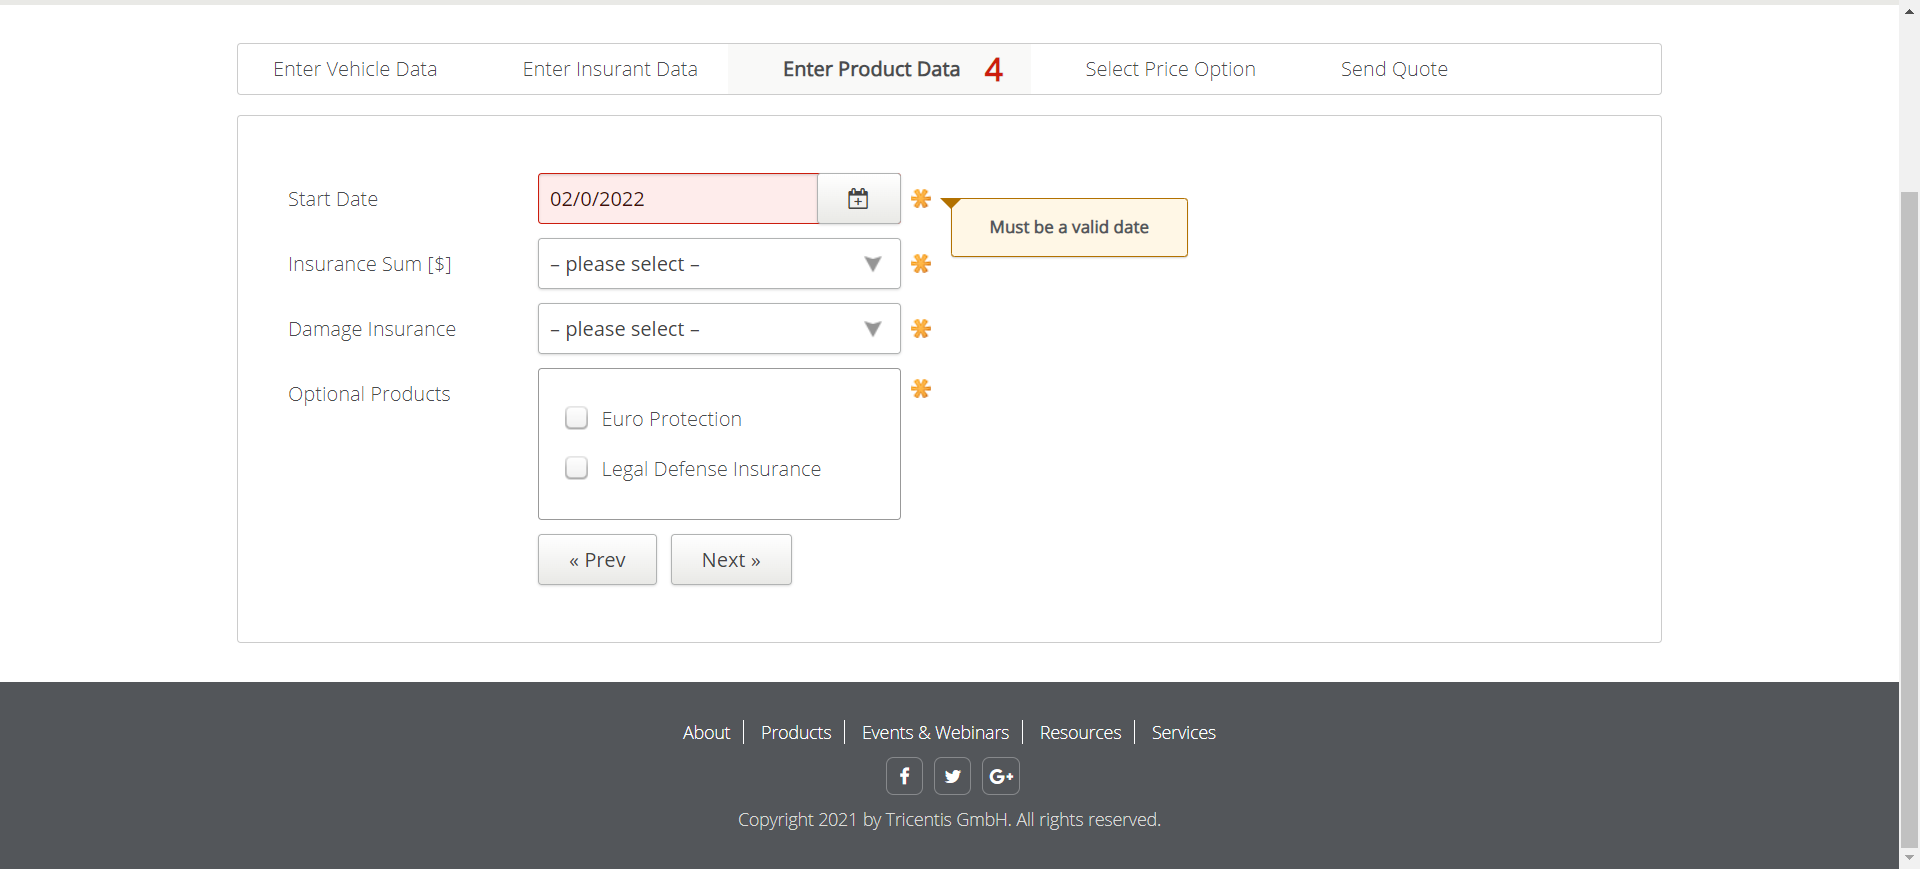 Enter Vehicle Data Enter Insurant Data Enter Product Data 4 Select Price Option Send Quote
Start Date 02/0/2022
Must be a valid date
Insurance Sum [$] – please select –
Damage Insurance – please select –
Optional Products
Euro Protection
Legal Defense Insurance
« Prev Next »
About Products Events & Webinars Resources Services
Copyright 2021 by Tricentis GmbH. All rights reserved.